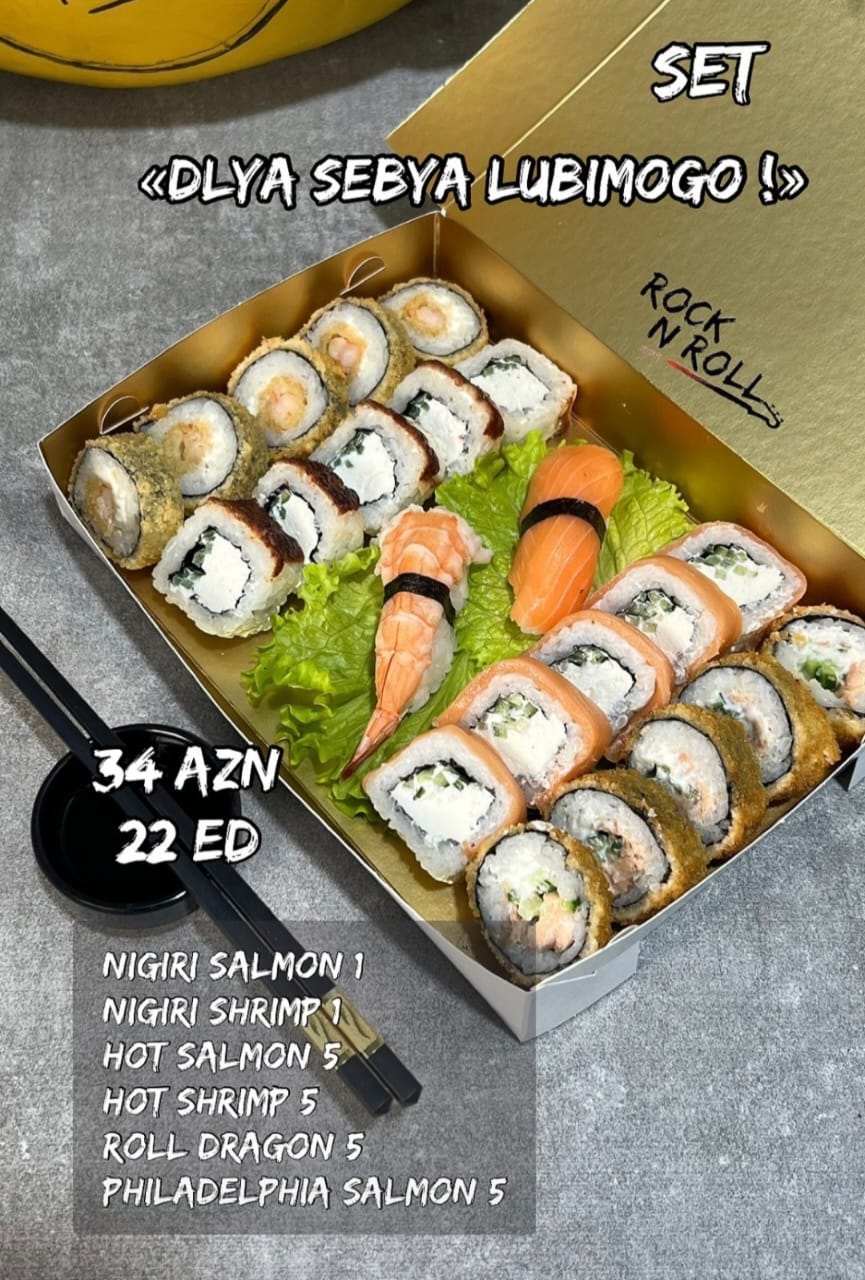 SET
«DLYA SEBYA LUBIMOGO !»
ROCK
N ROLL
34 AZN
22 ED
NIGIRI SALMON 1
NIGIRI SHRIMP 1
HOT SALMON 5
HOT SHRIMP 5
ROLL DRAGON 5
PHILADELPHIA SALMON 5